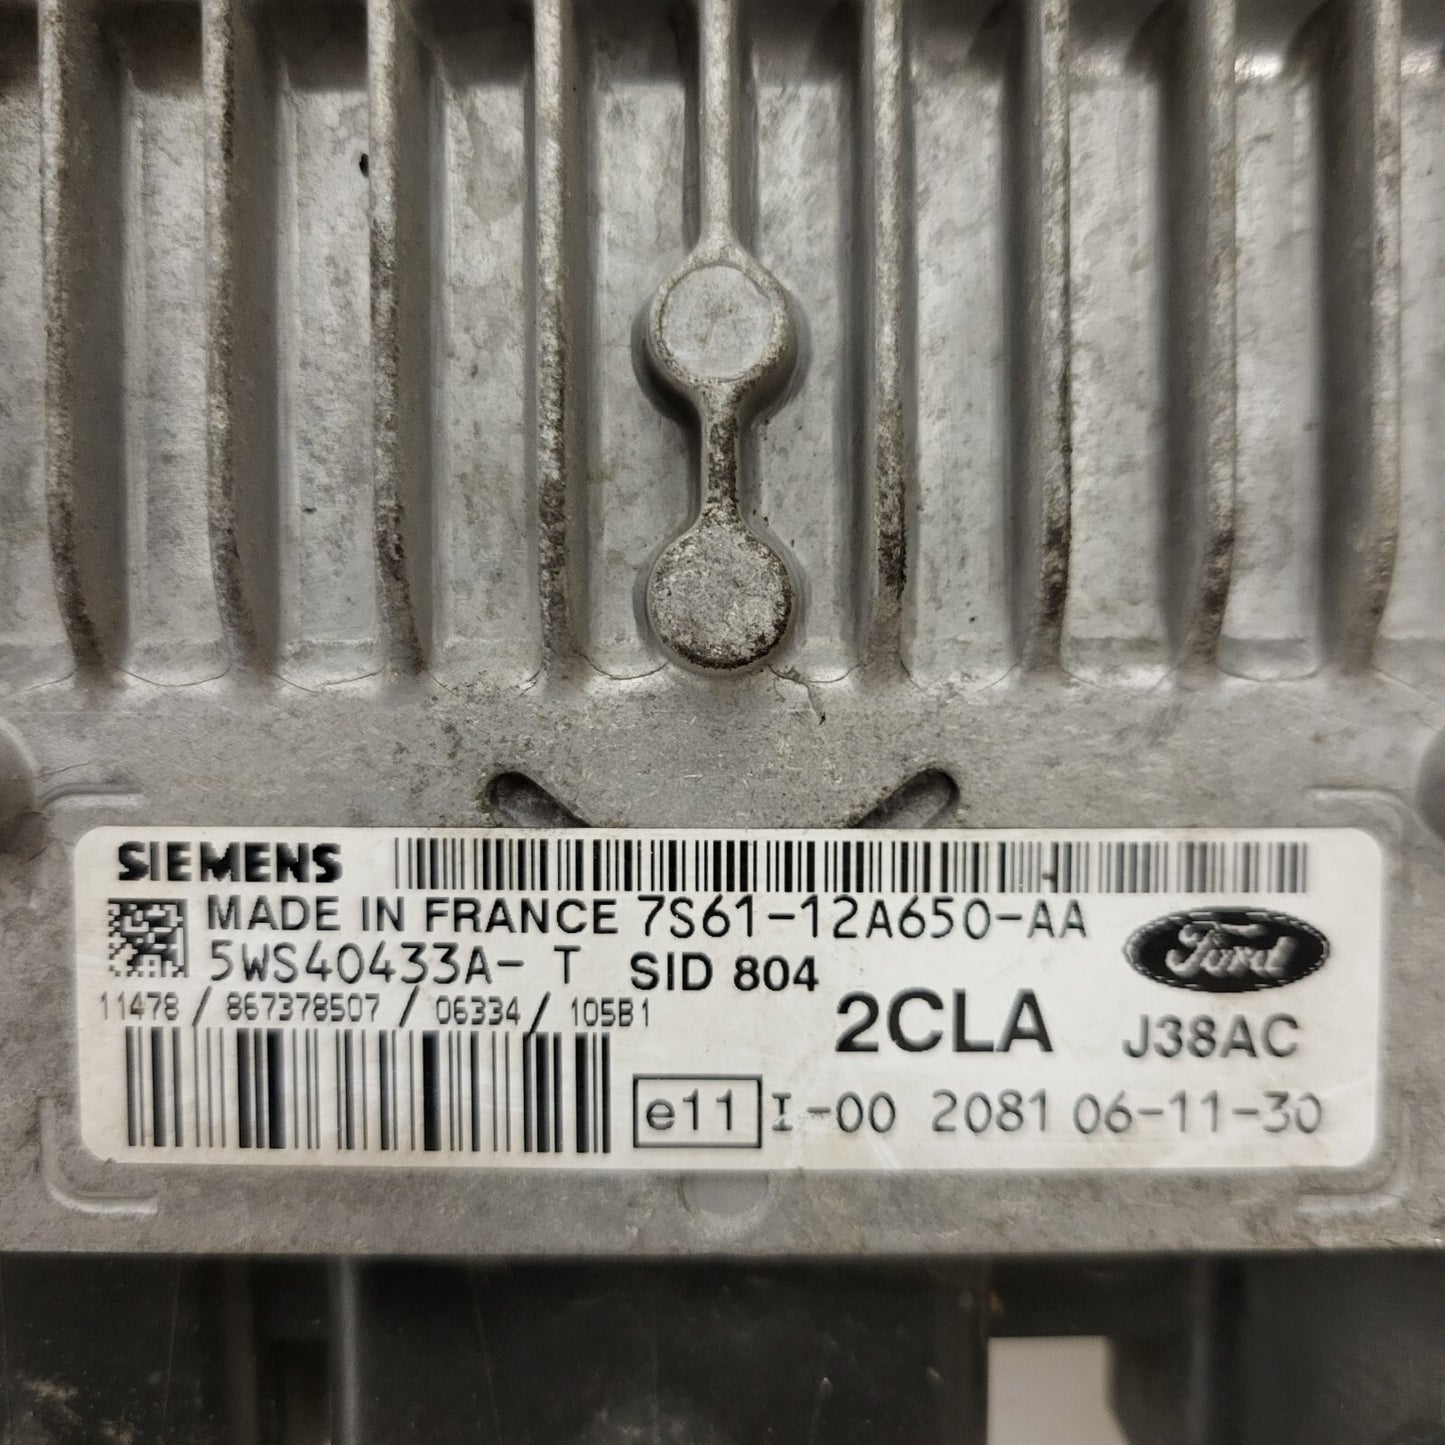 SIEMENS
MADE IN FRANCE 7S61-12A650-AA
Ford
5WS40433A- T SID 804
11478 / 867378507 / 06334 / 105B1
2CLA J38AC
e11 I-00 2081 06-11-30